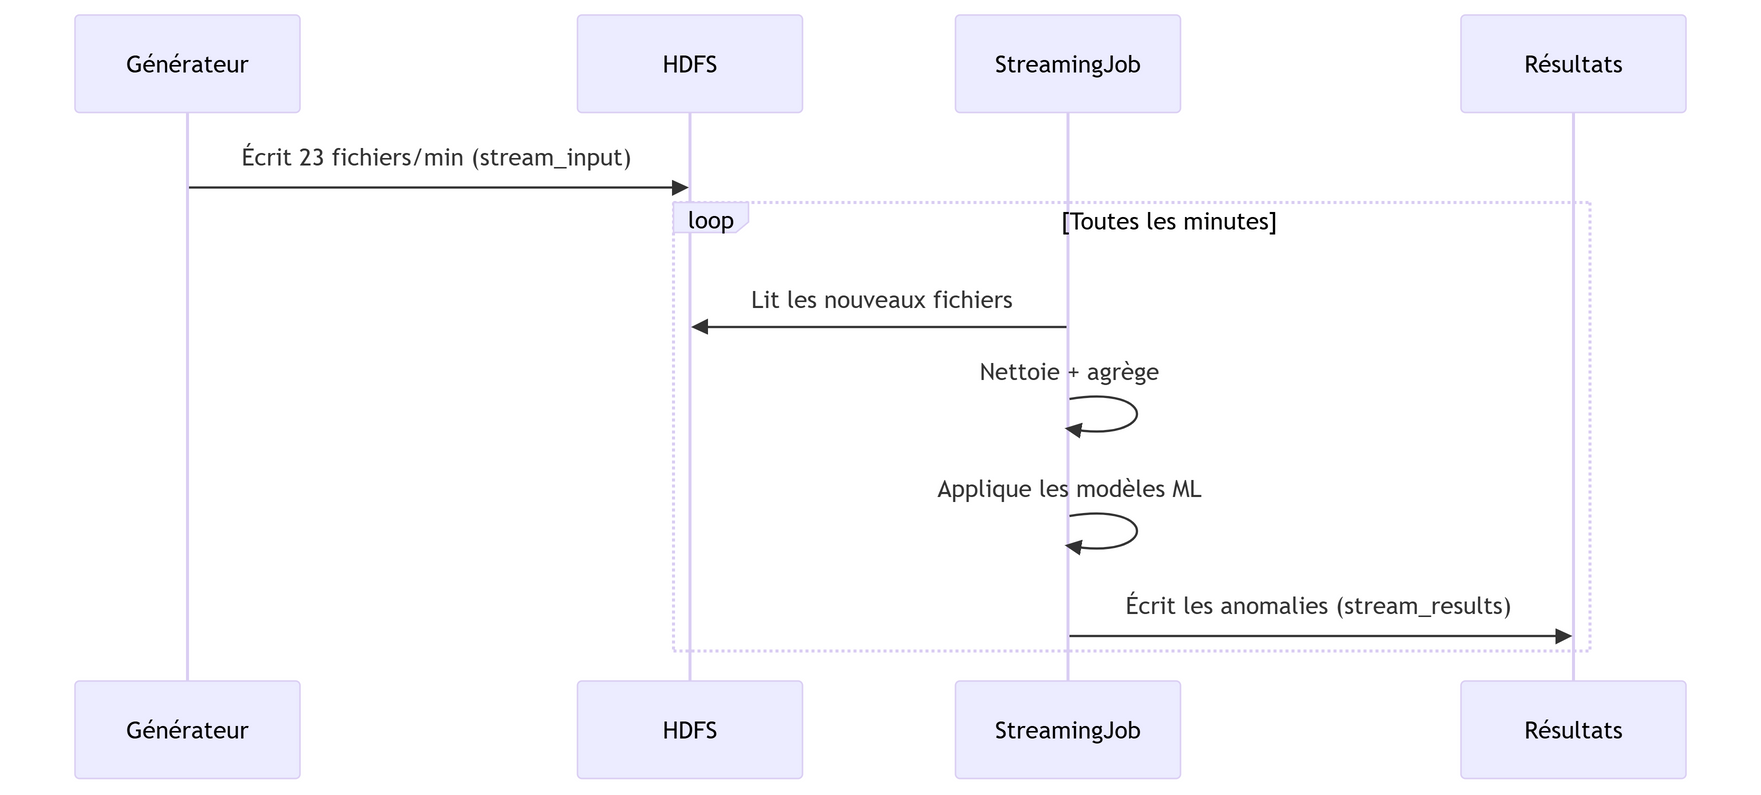 Générateur
HDFS
StreamingJob
Résultats
Écrit 23 fichiers/min (stream_input)
loop
[Toutes les minutes]
Lit les nouveaux fichiers
Nettoie + agrège
Applique les modèles ML
Écrit les anomalies (stream_results)
Générateur
HDFS
StreamingJob
Résultats